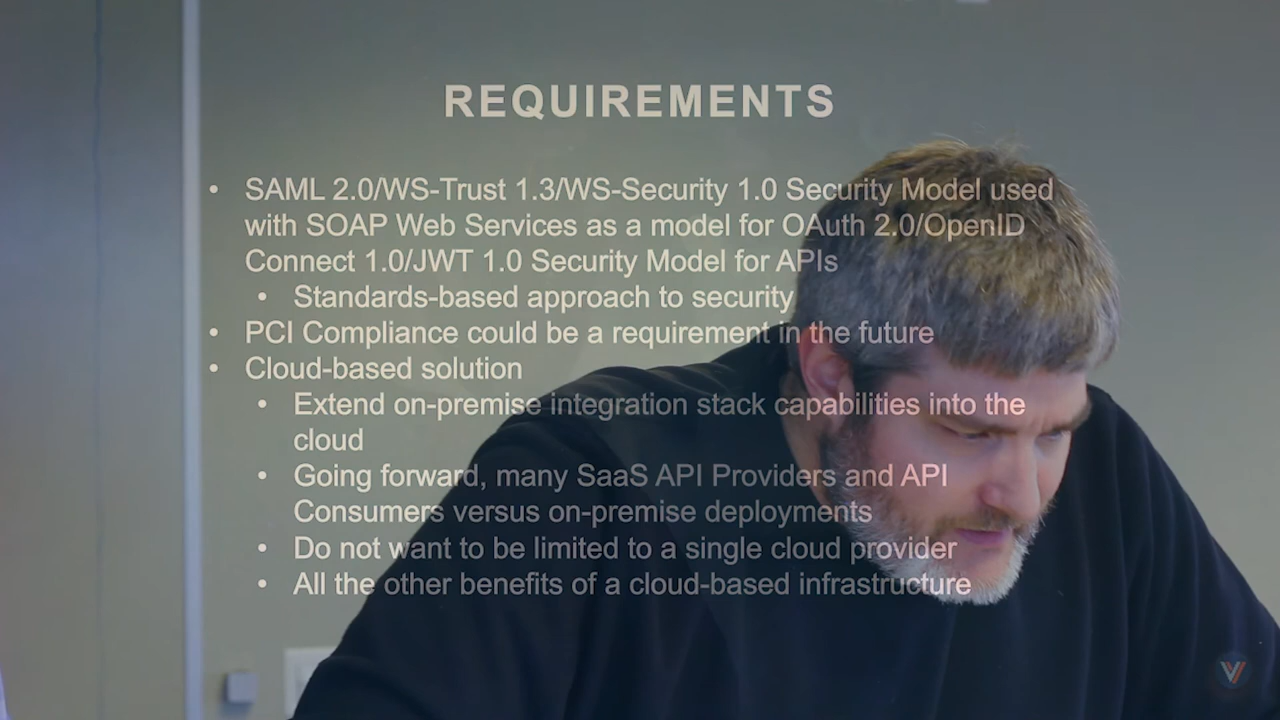 REQUIREMENTS
• SAML 2.0/WS-Trust 1.3/WS-Security 1.0 Security Model used
with SOAP Web Services as a model for OAuth 2.0/OpenID
Connect 1.0/JWT 1.0 Security Model for APIs
• Standards-based approach to security
• PCI Compliance could be a requirement in the future
• Cloud-based solution
• Extend on-premise integration stack capabilities into the
cloud
• Going forward, many SaaS API Providers and API
Consumers versus on-premise deployments
• Do not want to be limited to a single cloud provider
• All the other benefits of a cloud-based infrastructure